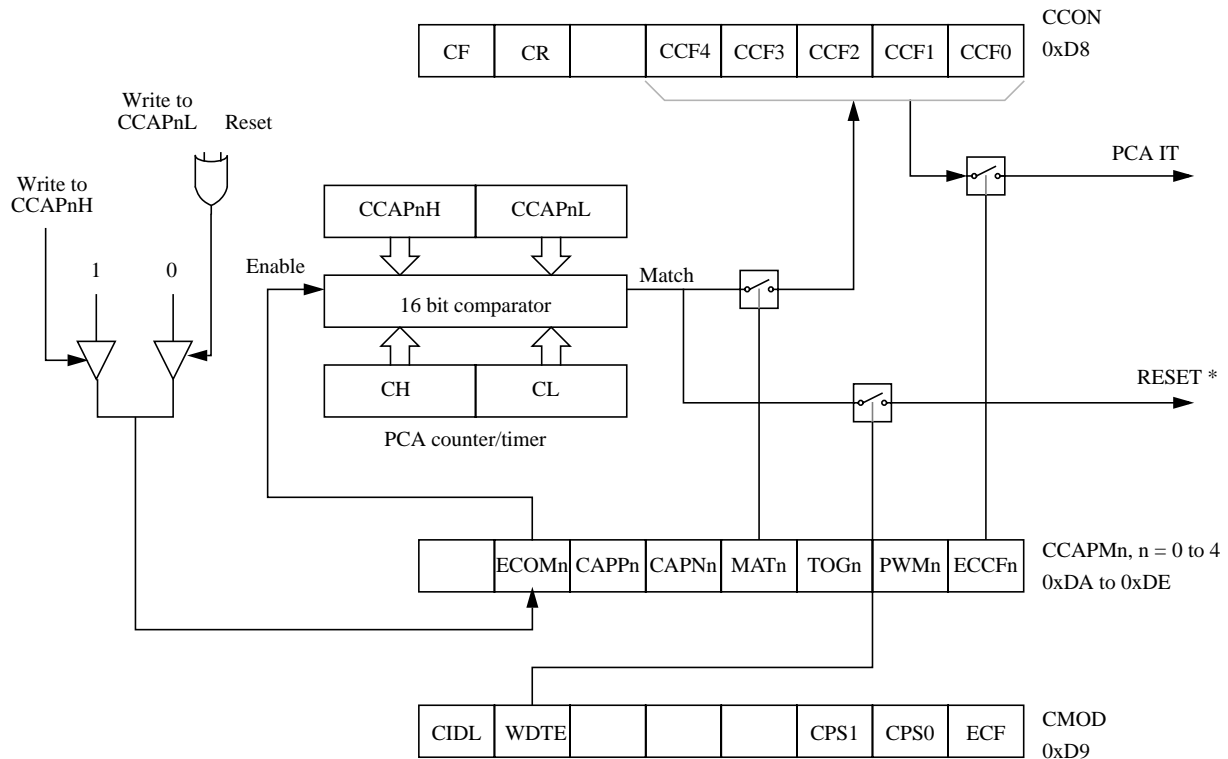 CCON
CF CR CCF4 CCF3 CCF2 CCF1 CCF0
0xD8
Write to
CCAPnL Reset
PCA IT
Write to
CCAPnH
CCAPnH CCAPnL
1 0 Enable
Match
16 bit comparator
CH CL
RESET *
PCA counter/timer
ECOMn CAPPn CAPNn MATn TOGn PWMn ECCFn
CCAPMn, n = 0 to 4
0xDA to 0xDE
CIDL WDTE CPS1 CPS0 ECF
CMOD
0xD9